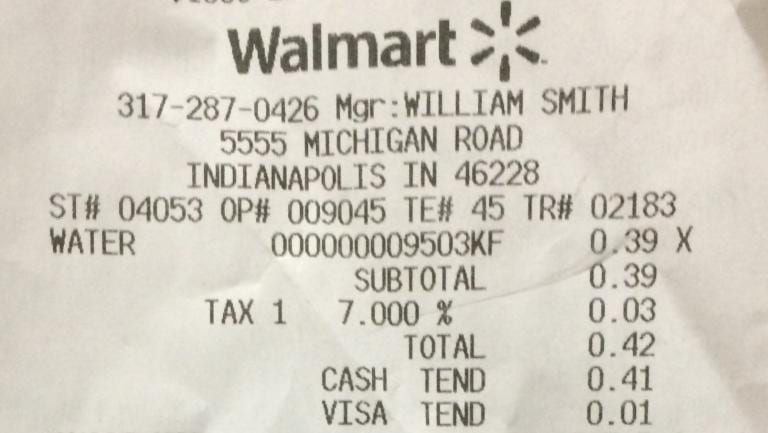 Walmart
317-287-0426 Mgr:WILLIAM SMITH
5555 MICHIGAN ROAD
INDIANAPOLIS IN 46228
ST# 04053 OP# 009045 TE# 45 TR# 02183
WATER 000000009503KF 0.39 X
SUBTOTAL 0.39
TAX 1 7.000 % 0.03
TOTAL 0.42
CASH TEND 0.41
VISA TEND 0.01